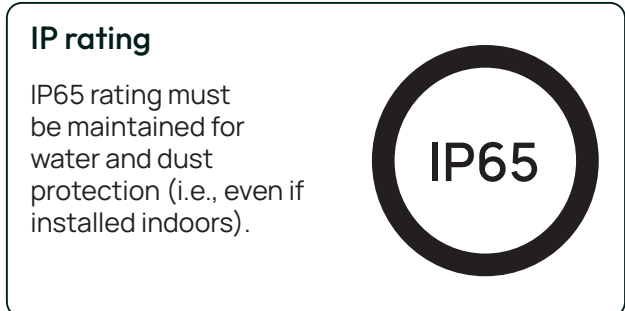 IP rating
IP65 rating must
be maintained for
water and dust
protection (i.e., even if
installed indoors).
IP65